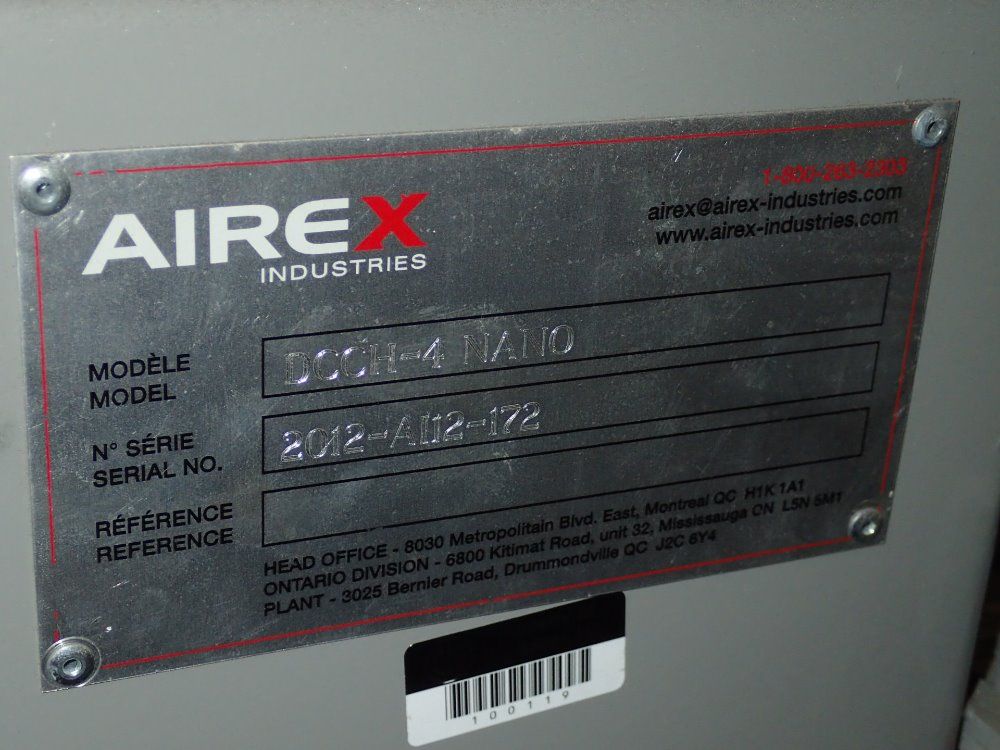 AIREX
INDUSTRIES
1-800-263-2303
airex@airex-industries.com
www.airex-industries.com
MODÈLE
MODEL
DCCH-4 NANO
N° SÉRIE
SERIAL NO.
2012-AI12-172
RÉFÉRENCE
REFERENCE
HEAD OFFICE - 8030 Metropolitain Blvd. East, Montreal QC H1K 1A1
ONTARIO DIVISION - 6800 Kitimat Road, unit 32, Mississauga ON L5N 5M1
PLANT - 3025 Bernier Road, Drummondville QC J2C 6Y4
100119